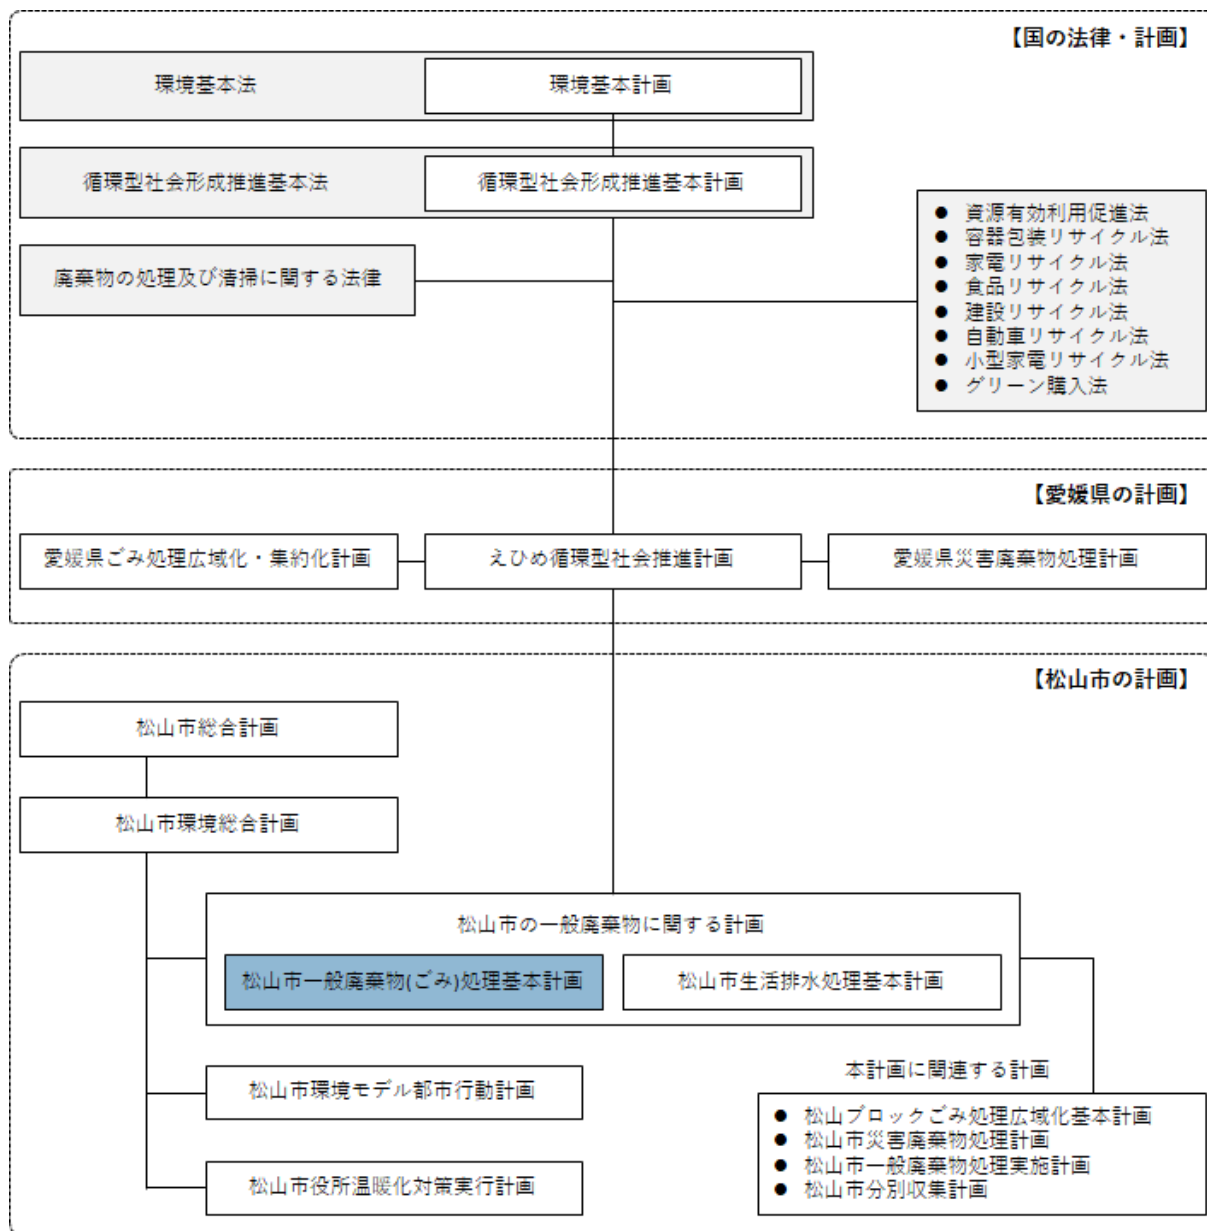 【国の法律・計画】
環境基本法
環境基本計画
循環型社会形成推進基本法
循環型社会形成推進基本計画
廃棄物の処理及び清掃に関する法律
● 資源有効利用促進法
● 容器包装リサイクル法
● 家電リサイクル法
● 食品リサイクル法
● 建設リサイクル法
● 自動車リサイクル法
● 小型家電リサイクル法
● グリーン購入法
【愛媛県の計画】
愛媛県ごみ処理広域化・集約化計画
えひめ循環型社会推進計画
愛媛県災害廃棄物処理計画
【松山市の計画】
松山市総合計画
松山市環境総合計画
松山市の一般廃棄物に関する計画
松山市一般廃棄物(ごみ)処理基本計画
松山市生活排水処理基本計画
松山市環境モデル都市行動計画
松山市役所温暖化対策実行計画
本計画に関連する計画
● 松山ブロックごみ処理広域化基本計画
● 松山市災害廃棄物処理計画
● 松山市一般廃棄物処理実施計画
● 松山市分別収集計画